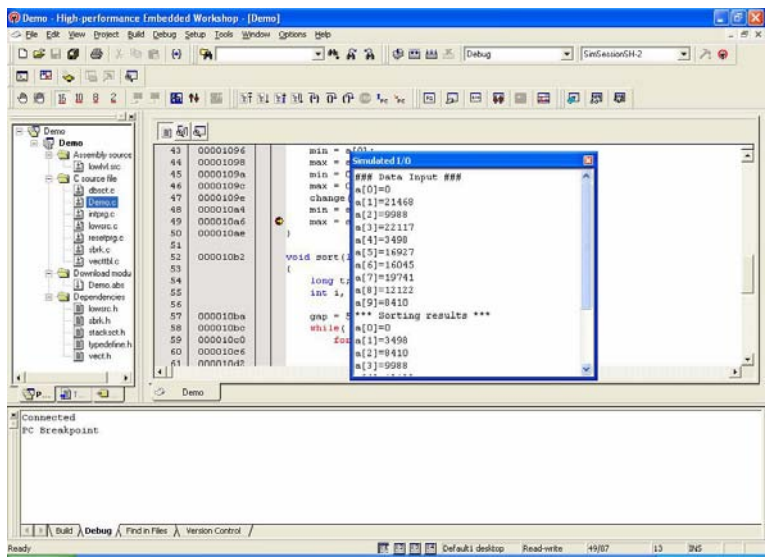 Demo - High-performance Embedded Workshop - [Demo]
File Edit View Project Build Debug Setup Tools Window Options Help
Debug
SimSessionSH-2
Demo
Demo
Assembly source
lowlvl.src
C source file
dbsct.c
Demo.c
intprg.c
lowsrc.c
resetprg.c
sbrk.c
vecttbl.c
Download modu
Demo.abs
Dependencies
lowsrc.h
sbrk.h
stacksct.h
typedefine.h
vect.h
P...
T...
43 00001096 min = a[0];
44 00001098 max =
45 0000109a min = 0
46 0000109c max = 0
47 0000109e change(
48 000010a4 min =
49 000010a6 max =
50 000010ae }
51
52 000010b2 void sort(l
53 {
54 long t;
55 int i,
56
57 000010ba gap = 5
58 000010bc while(
59 000010c0 for
60 000010c6
61 000010d2
Demo
Simulated I/O
### Data Input ###
a[0]=0
a[1]=21468
a[2]=9988
a[3]=22117
a[4]=3498
a[5]=16927
a[6]=16045
a[7]=19741
a[8]=12122
a[9]=8410
*** Sorting results ***
a[0]=0
a[1]=3498
a[2]=8410
a[3]=9988
Connected
PC Breakpoint
Build Debug Find in Files Version Control
Ready
Default1 desktop Read-write 49/87 13 INS